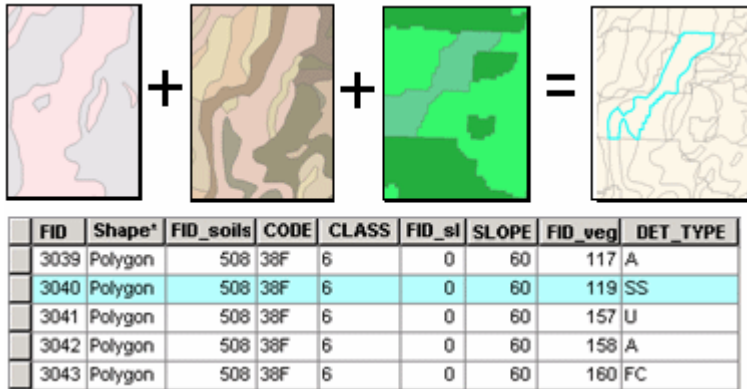 + + =
FID Shape* FID_soils CODE CLASS FID_sl SLOPE FID_veg DET_TYPE
3039 Polygon 508 38F 6 0 60 117 A
3040 Polygon 508 38F 6 0 60 119 SS
3041 Polygon 508 38F 6 0 60 157 U
3042 Polygon 508 38F 6 0 60 158 A
3043 Polygon 508 38F 6 0 60 160 FC